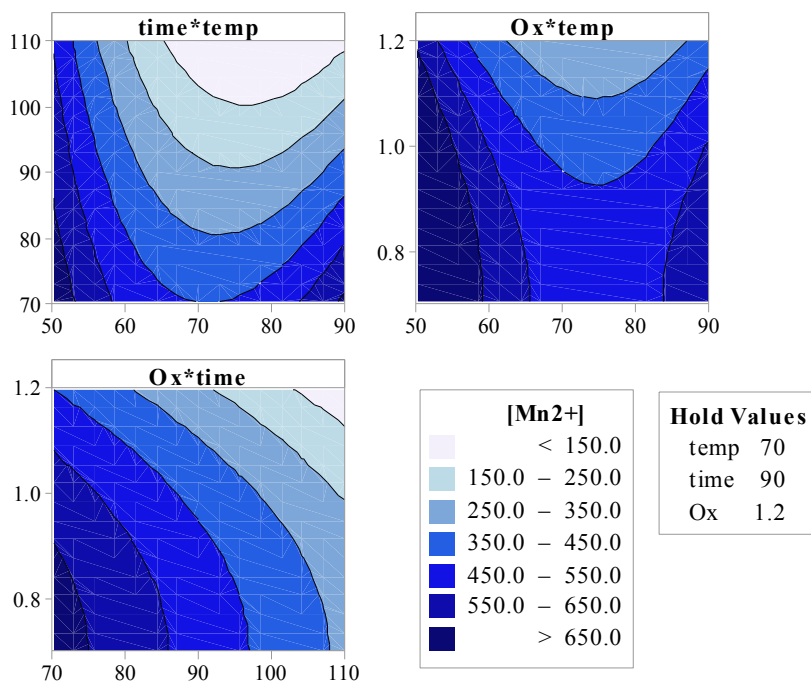 time*temp
110
100
90
80
70
50 60 70 80 90
Ox*temp
1.2
1.0
0.8
50 60 70 80 90
Ox*time
1.2
1.0
0.8
70 80 90 100 110
[Mn2+]
< 150.0
150.0 – 250.0
250.0 – 350.0
350.0 – 450.0
450.0 – 550.0
550.0 – 650.0
> 650.0
Hold Values
temp 70
time 90
Ox 1.2